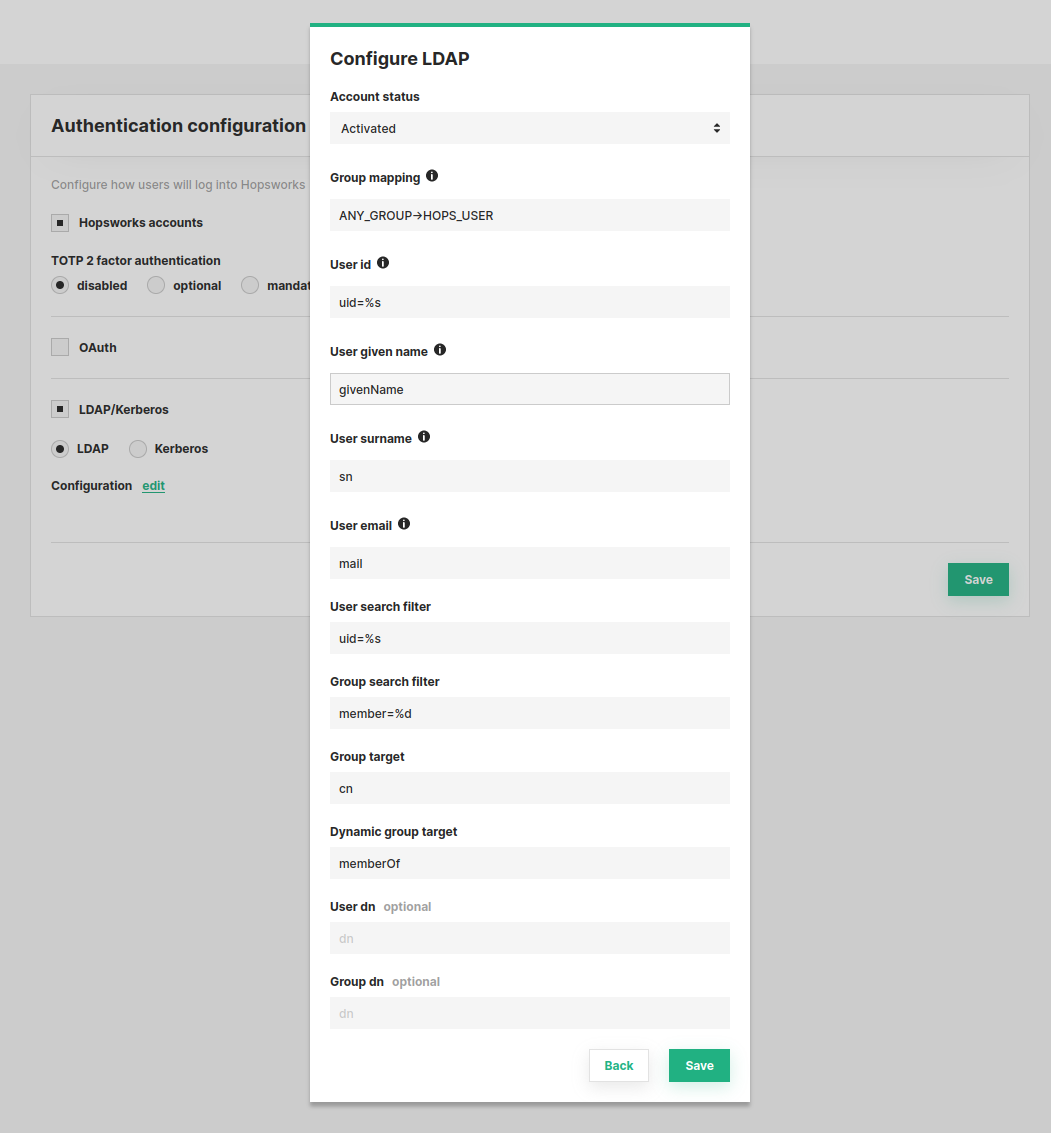 Configure LDAP
Account status
Activated
Group mapping
ANY_GROUP->HOPS_USER
User id
uid=%s
User given name
givenName
User surname
sn
User email
mail
User search filter
uid=%s
Group search filter
member=%d
Group target
cn
Dynamic group target
memberOf
User dn optional
dn
Group dn optional
dn
Back Save
Authentication configuration
Configure how users will log into Hopsworks
Hopsworks accounts
TOTP 2 factor authentication
disabled optional mandat
OAuth
LDAP/Kerberos
LDAP Kerberos
Configuration edit
Save